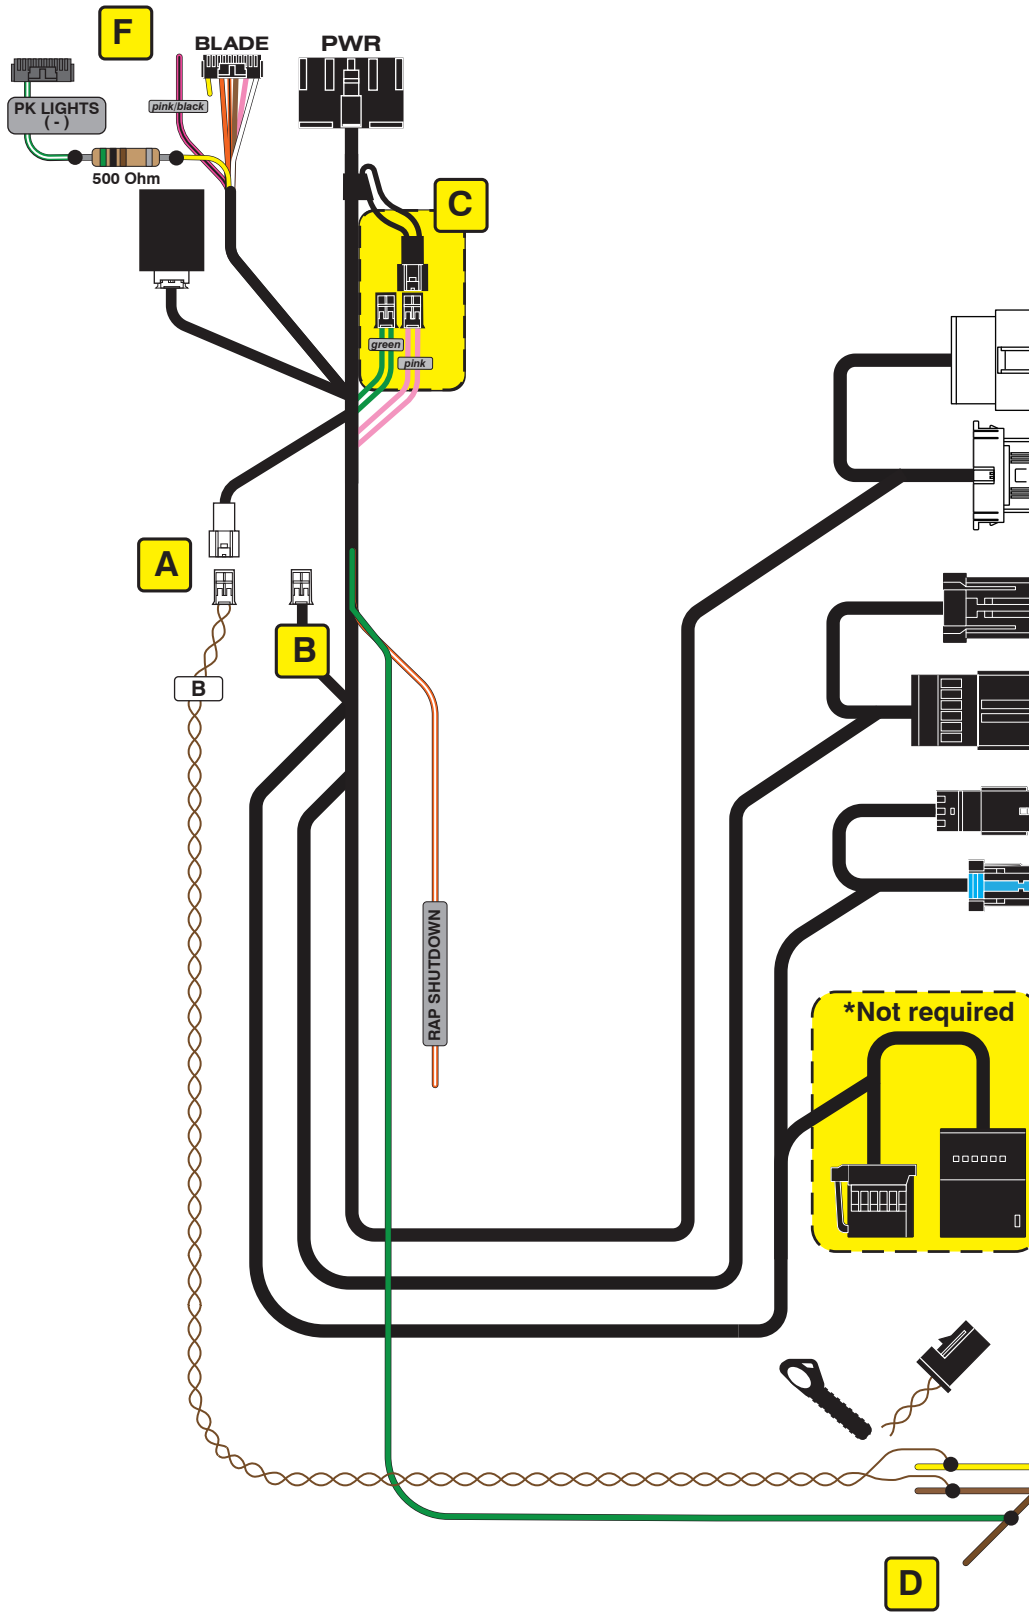 F
BLADE
PWR
PK LIGHTS
( - )
pink/black
500 Ohm
C
green
pink
A
B
B
RAP SHUTDOWN
*Not required
D